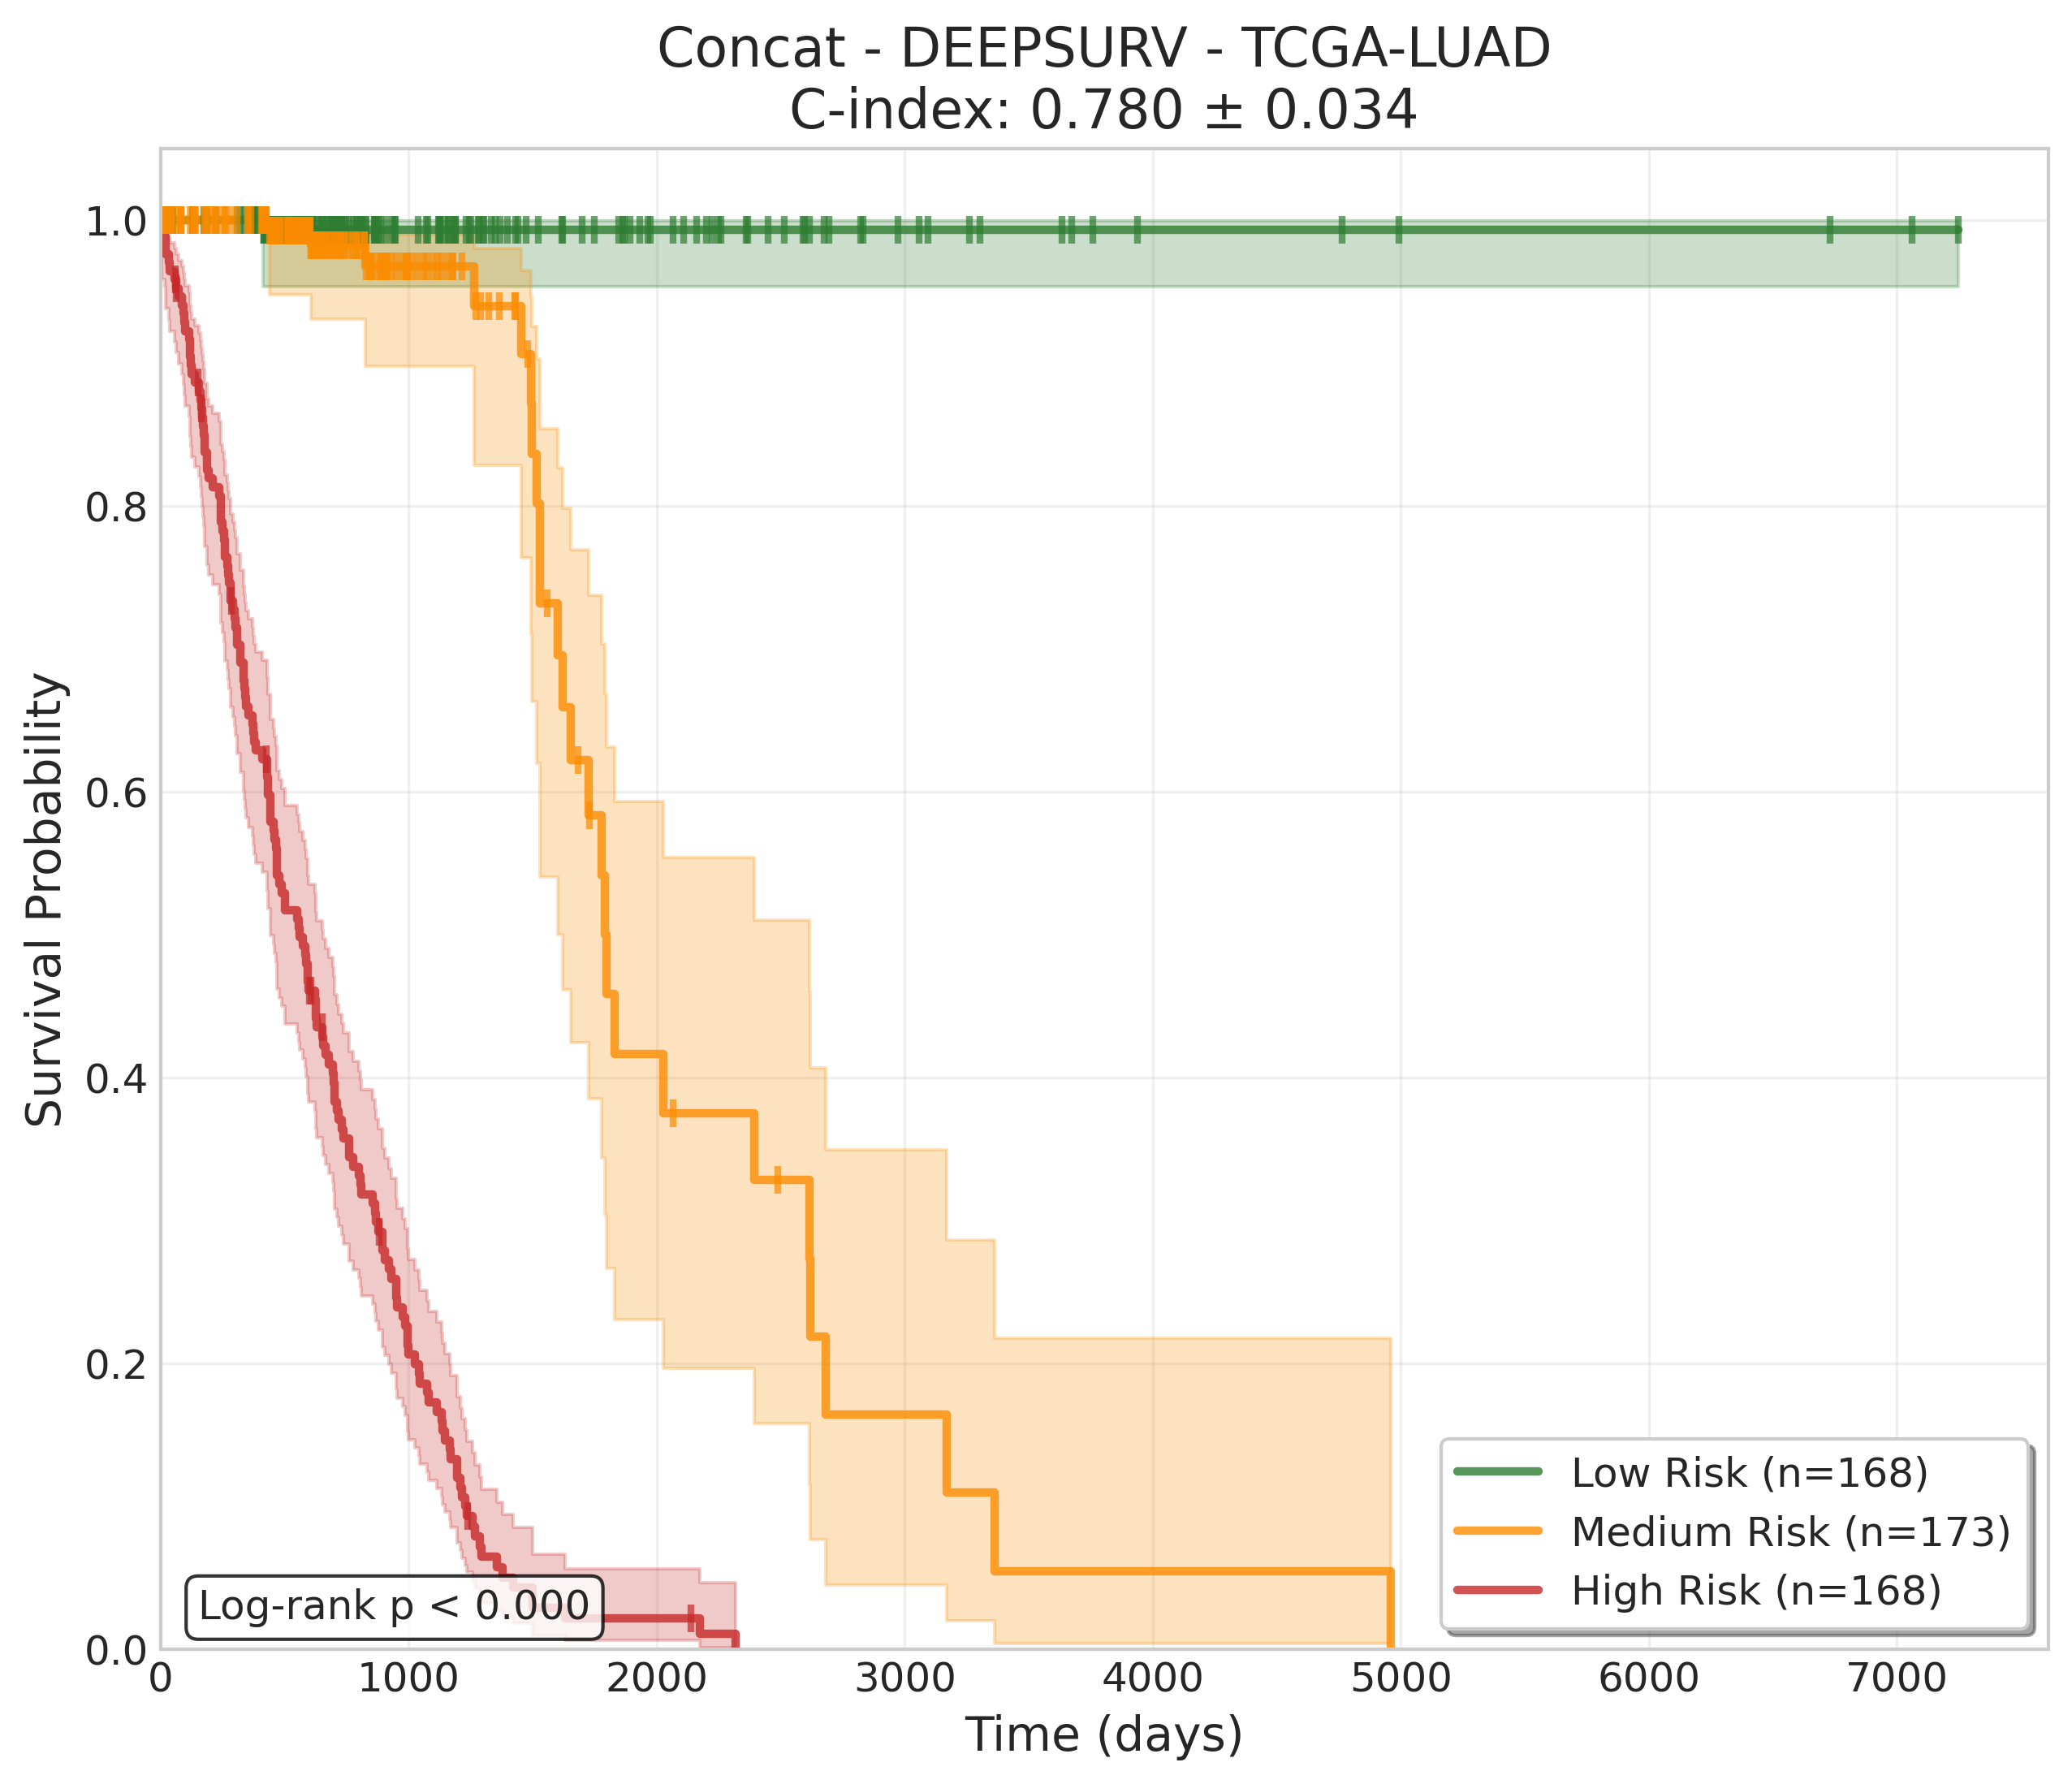 Concat - DEEPSURV - TCGA-LUAD
C-index: 0.780 ± 0.034
Survival Probability
1.0
0.8
0.6
0.4
0.2
0.0
Log-rank p < 0.000
Low Risk (n=168)
Medium Risk (n=173)
High Risk (n=168)
0 1000 2000 3000 4000 5000 6000 7000
Time (days)